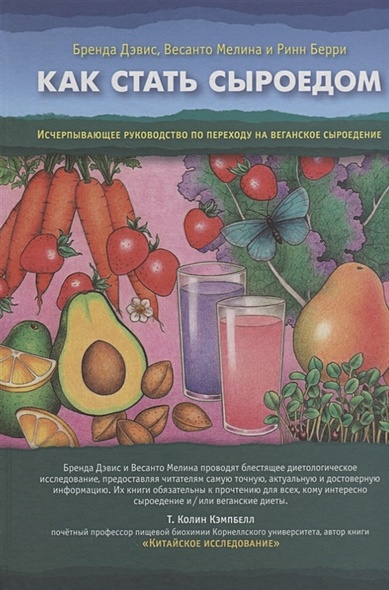 Бренда Дэвис, Весанто Мелина и Ринн Берри
КАК СТАТЬ СЫРОЕДОМ
Исчерпывающее руководство по переходу на веганское сыроедение
Бренда Дэвис и Весанто Мелина проводят блестящее диетологическое
исследование, предоставляя читателям самую точную, актуальную и достоверную
информацию. Их книги обязательны к прочтению для всех, кому интересно
сыроедение и/или веганские диеты.
Т. Колин Кэмпбелл
почётный профессор пищевой биохимии Корнеллского университета, автор книги
«Китайское исследование»